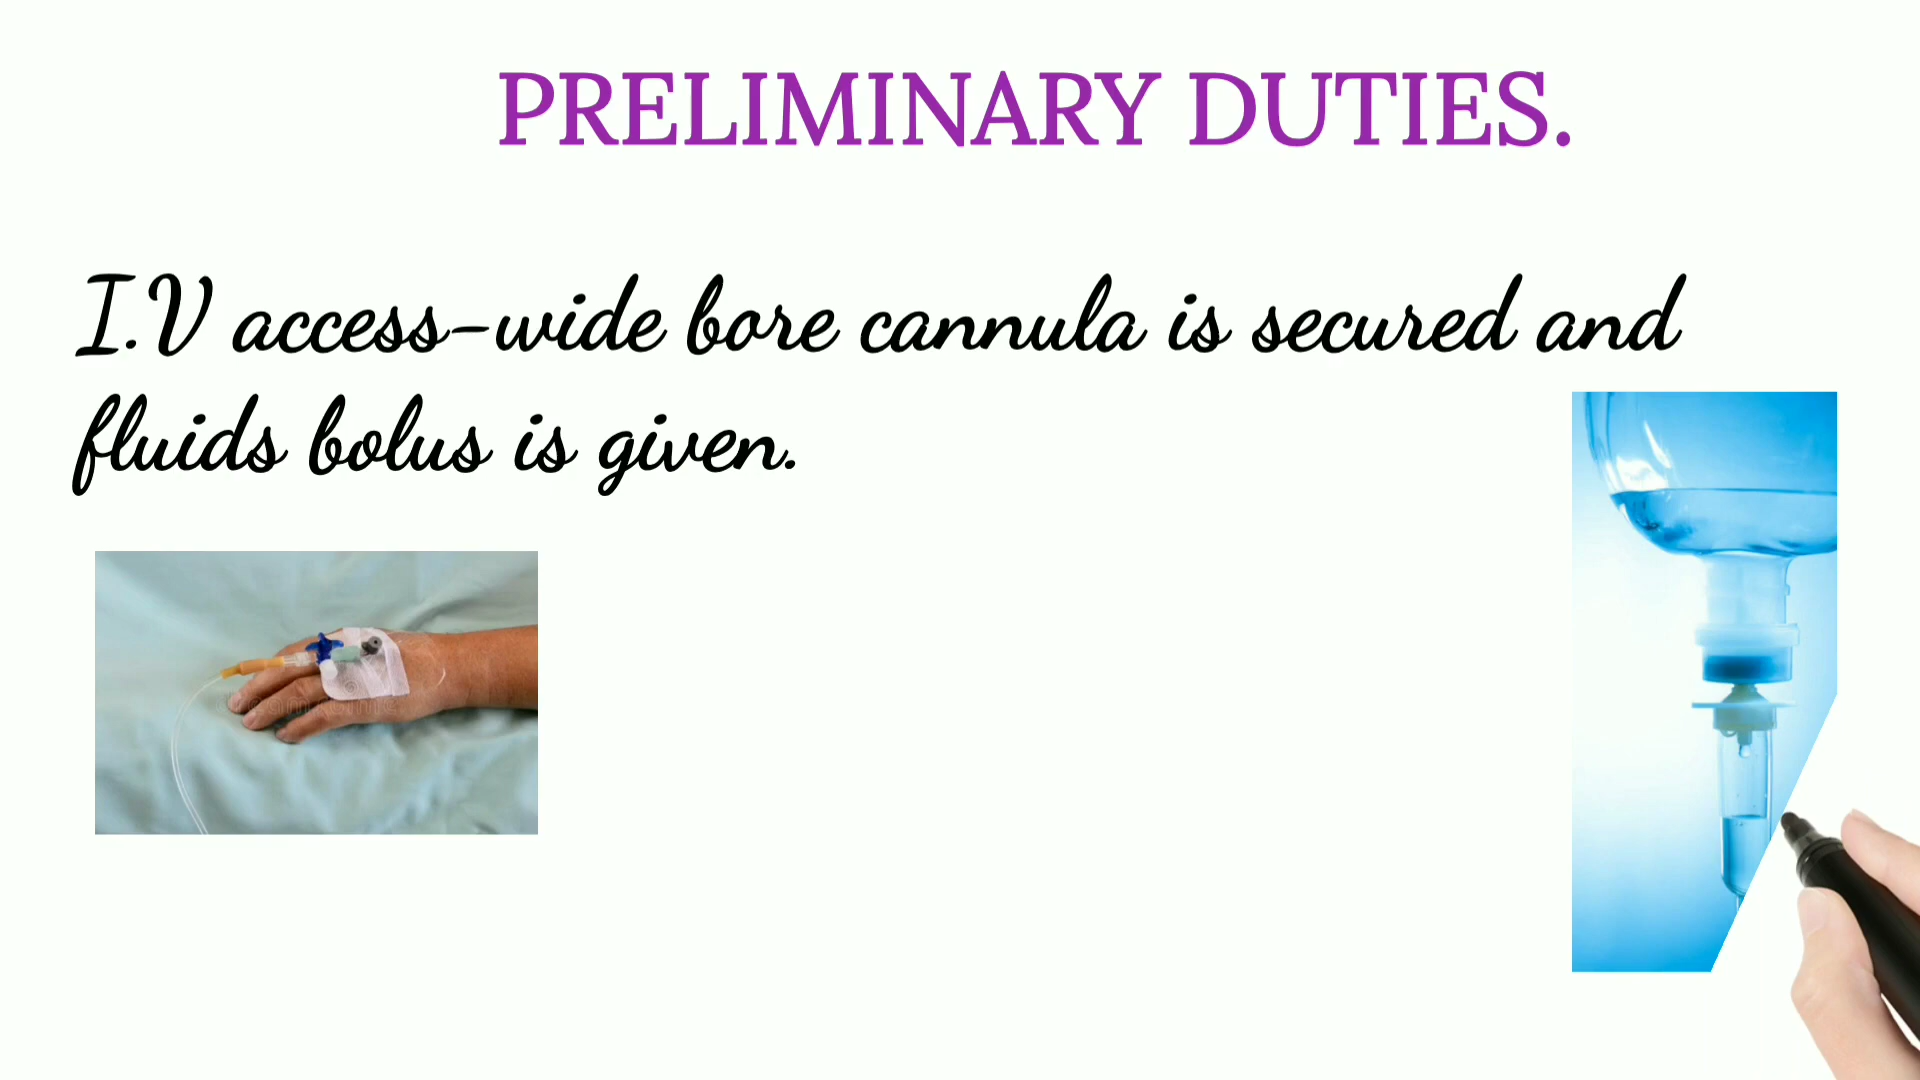 PRELIMINARY DUTIES.
I.V access-wide bore cannula is secured and
fluids bolus is given.